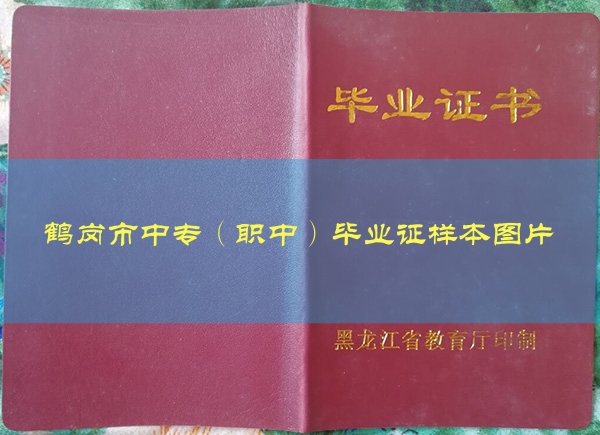 毕业证书
鹤岗市中专（职中）毕业证样本图片
黑龙江省教育厅印制